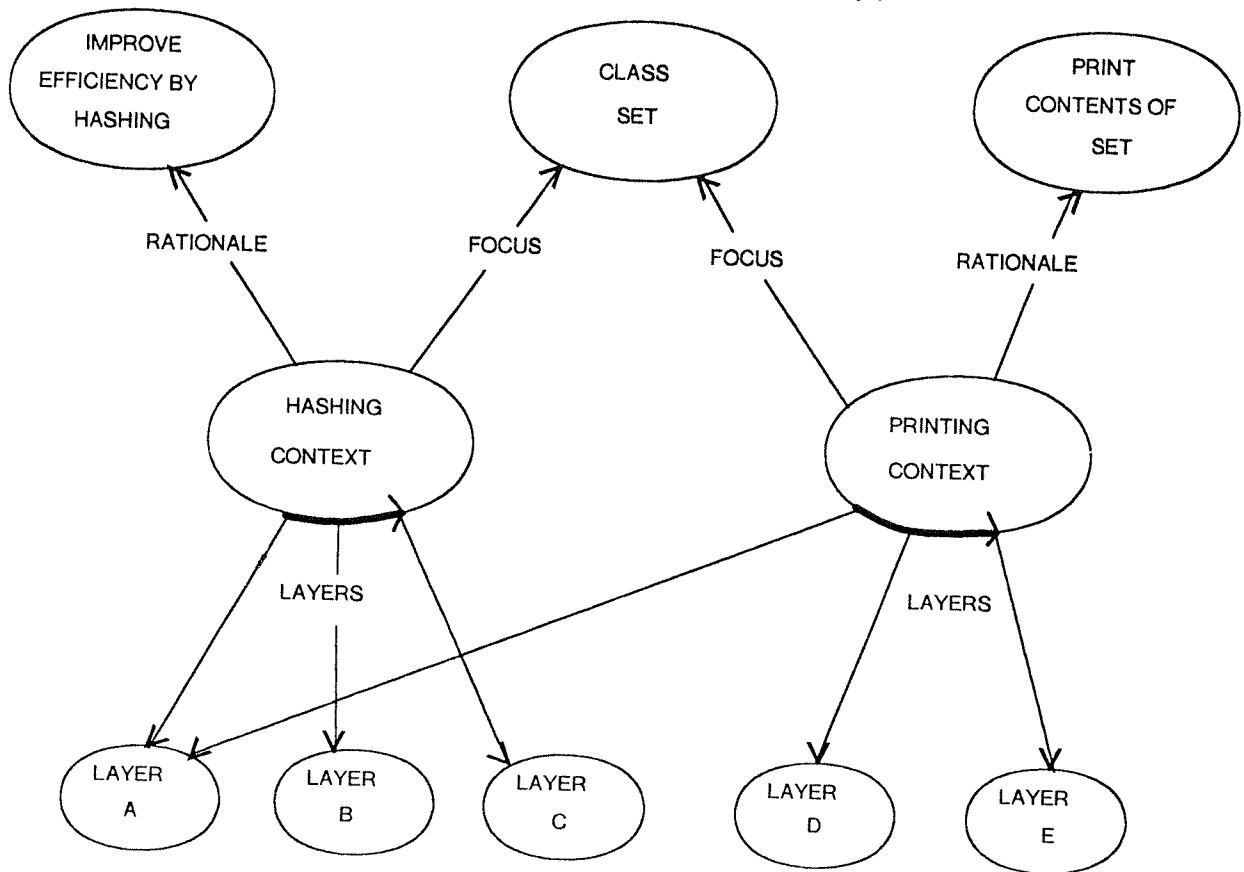 IMPROVE
EFFICIENCY BY
HASHING
CLASS
SET
PRINT
CONTENTS OF
SET
RATIONALE
FOCUS
FOCUS
RATIONALE
HASHING
CONTEXT
PRINTING
CONTEXT
LAYERS
LAYERS
LAYER
A
LAYER
B
LAYER
C
LAYER
D
LAYER
E